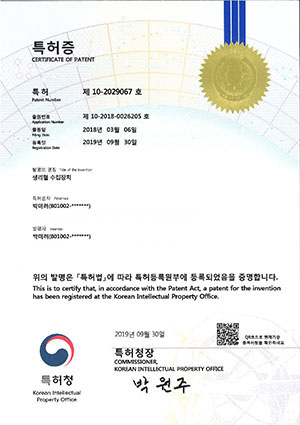 특허증
CERTIFICATE OF PATENT
특 허 제 10-2029067 호
Patent Number
출원번호 제 10-2018-0026205 호
Application Number
출원일 2018년 03월 06일
Filing Date
등록일 2019년 09월 30일
Registration Date
발명의 명칭 Title of the Invention
생리혈 수집장치
특허권자 Patentee
박미라(801002-*******)
발명자 Inventor
박미라(801002-*******)
위의 발명은 「특허법」에 따라 특허등록원부에 등록되었음을 증명합니다.
This is to certify that, in accordance with the Patent Act, a patent for the invention
has been registered at the Korean Intellectual Property Office.
2019년 09월 30일
QR코드로 현재기준
등록사항을 확인하세요
특허청
Korean Intellectual
Property Office
특허청장
COMMISSIONER,
KOREAN INTELLECTUAL PROPERTY OFFICE
박 원 주